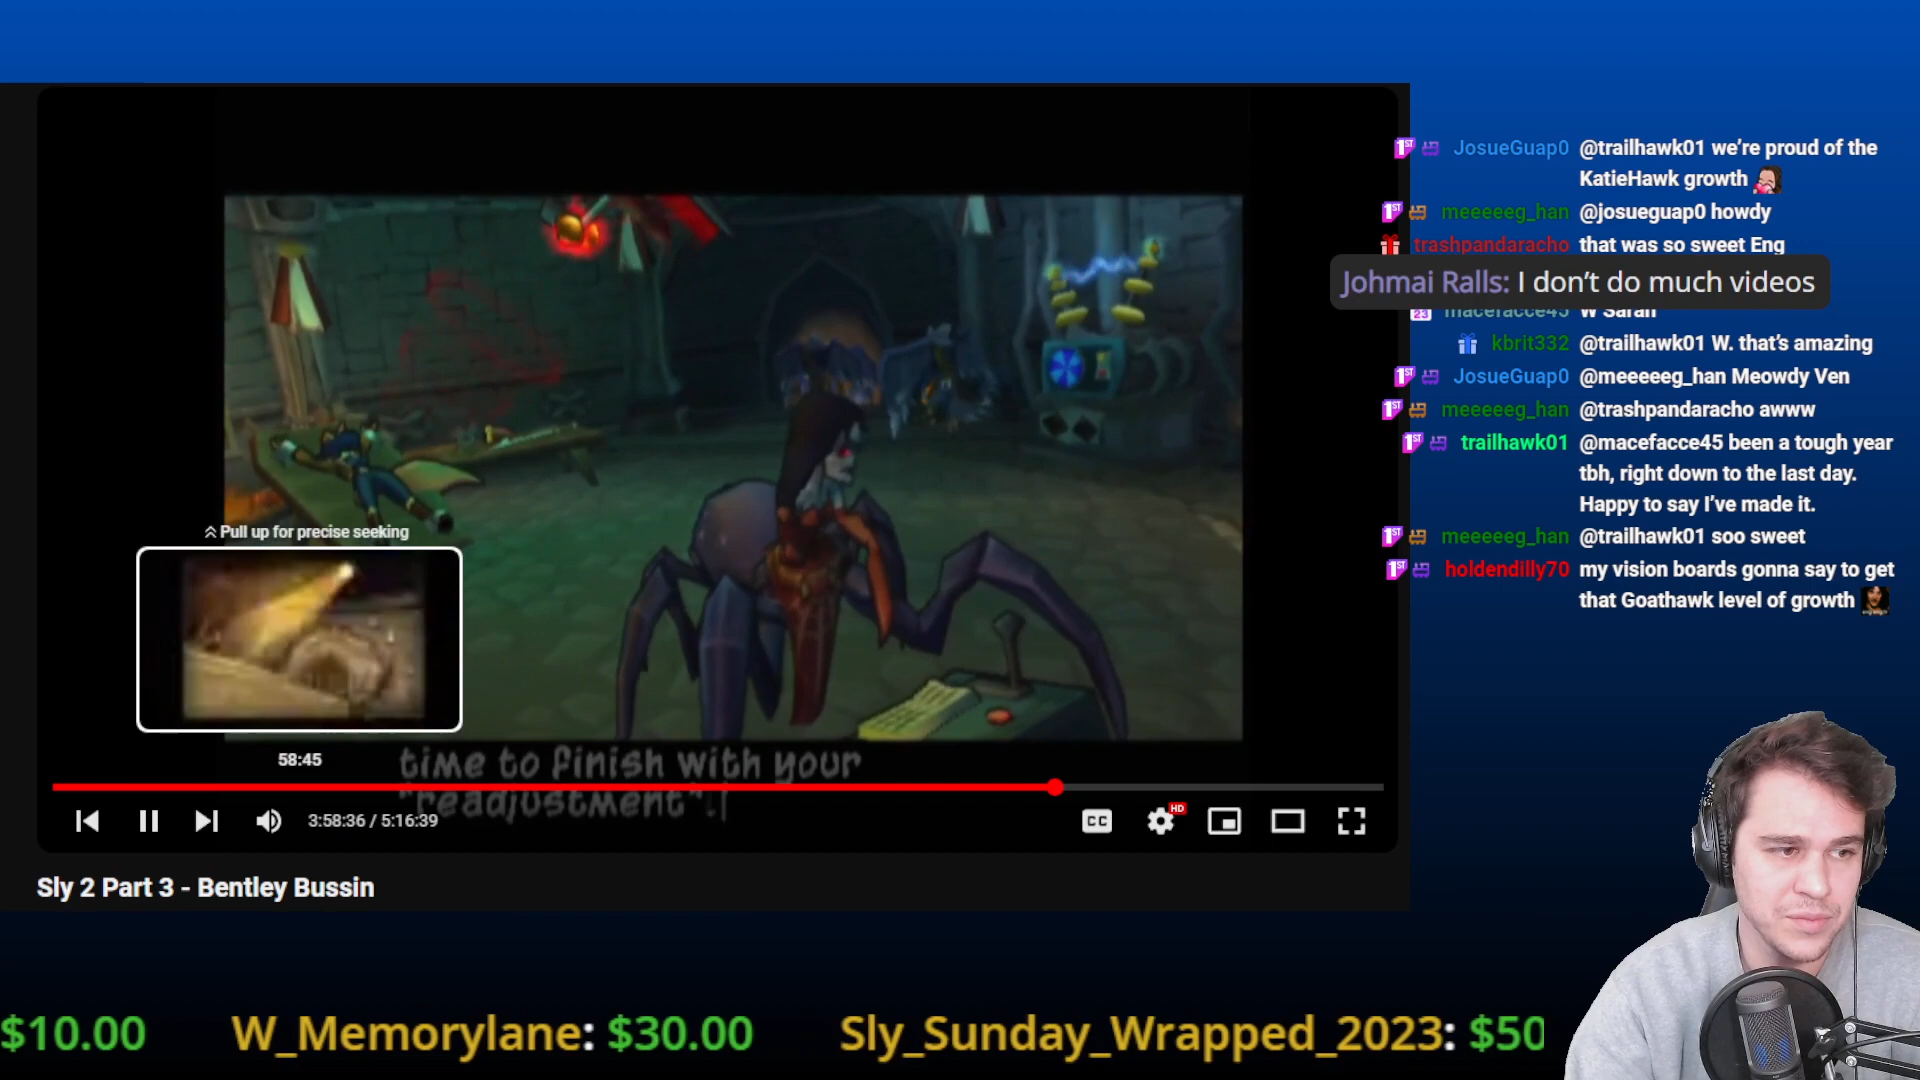 JosueGuap0 @trailhawk01 we're proud of the
KatieHawk growth
meeeeeg_han @josueguap0 howdy
trashpandaracho that was so sweet Eng
Johmai Ralls: I don't do much videos
macefacce45 W Sarah
kbrit332 @trailhawk01 W. that's amazing
JosueGuap0 @meeeeeg_han Meowdy Ven
meeeeeg_han @trashpandaracho awww
trailhawk01 @macefacce45 been a tough year
tbh, right down to the last day.
Happy to say I've made it.
meeeeeg_han @trailhawk01 soo sweet
holdendilly70 my vision boards gonna say to get
that Goathawk level of growth
Pull up for precise seeking
58:45
time to finish with your
"readjustment".
3:58:36 / 5:16:39
CC
HD
Sly 2 Part 3 - Bentley Bussin
$10.00 W_Memorylane: $30.00 Sly_Sunday_Wrapped_2023: $50